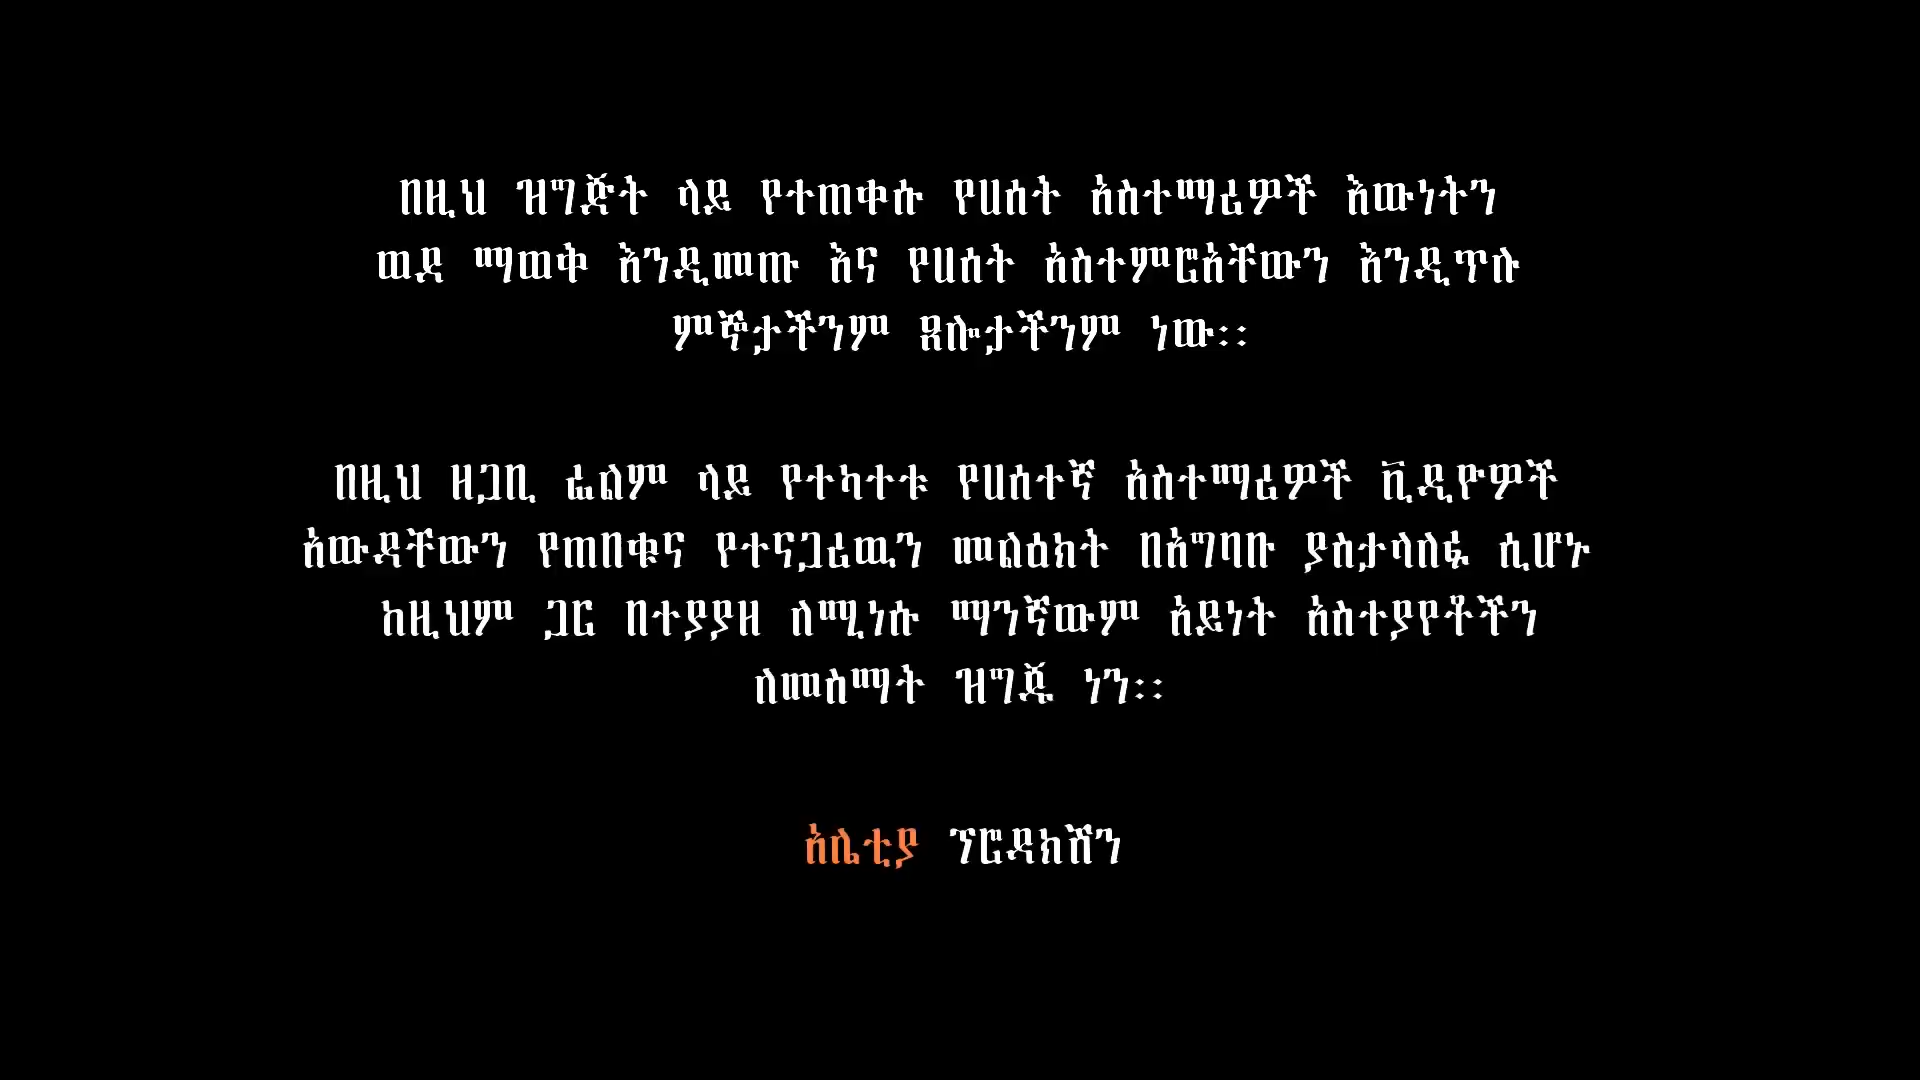 በዚህ ዝግጅት ላይ የተጠቀሱ የሀሰት አስተማሪዎች እውነትን
ወደ ማወቅ እንዲመጡ እና የሀሰት አስተምሮአቸውን እንዲጥሉ
ምኞታችንም ጸሎታችንም ነው፡፡
በዚህ ዘጋቢ ፊልም ላይ የተካተቱ የሀሰተኛ አስተማሪዎች ቪዲዮዎች
አውዳቸውን የጠበቁና የተናጋሪዉን መልዕክት በአግባቡ ያስታላለፉ ሲሆኑ
ከዚህም ጋር በተያያዘ ለሚነሱ ማንኛውም አይነት አስተያየቶችን
ለመስማት ዝግጁ ነን፡፡
አሌቲያ ፕሮዳክሽን